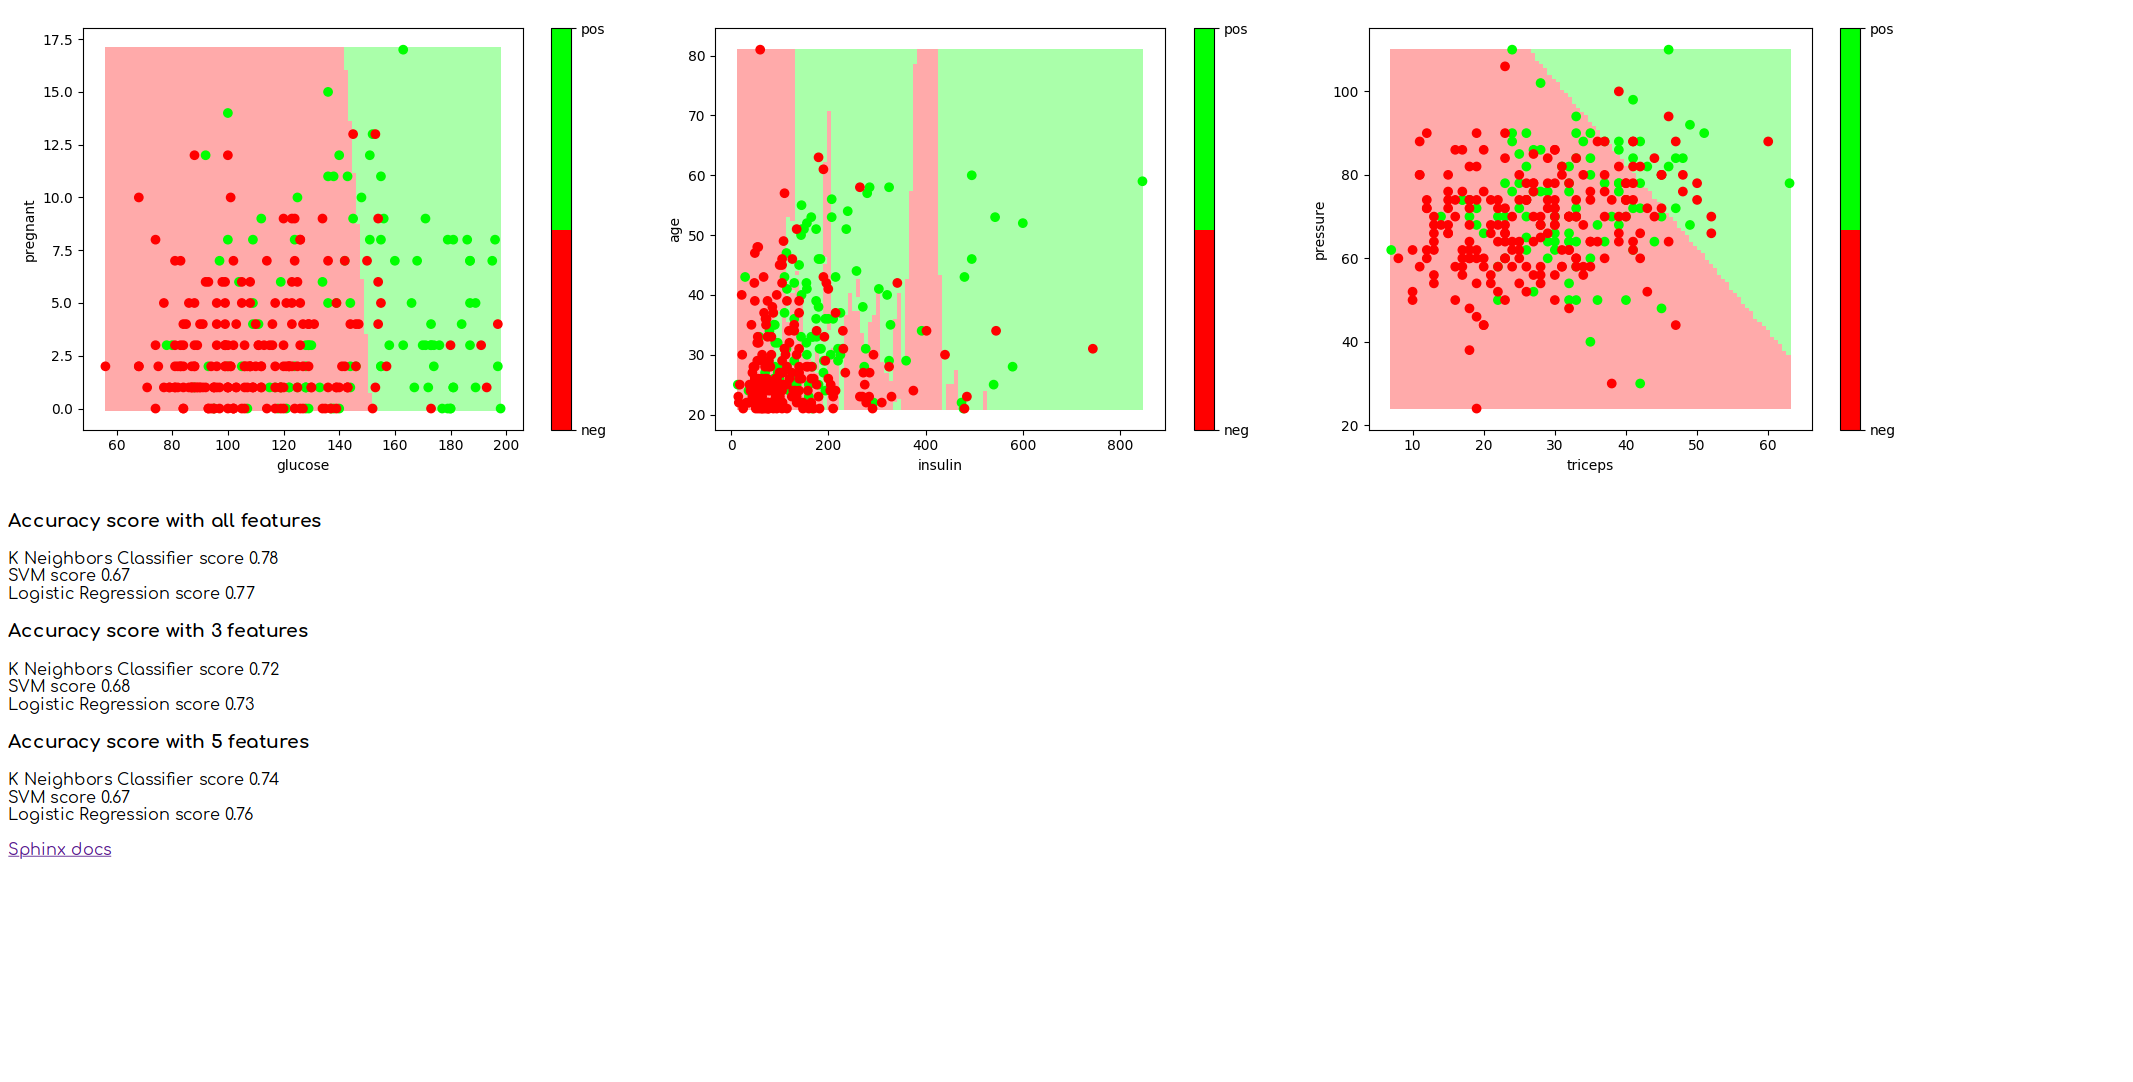 17.5
15.0
12.5
10.0
7.5
5.0
2.5
0.0
pregnant
60 80 100 120 140 160 180 200
glucose
pos
neg
80
70
60
50
40
30
20
age
0 200 400 600 800
insulin
pos
neg
100
80
60
40
20
pressure
10 20 30 40 50 60
triceps
pos
neg
Accuracy score with all features
K Neighbors Classifier score 0.78
SVM score 0.67
Logistic Regression score 0.77
Accuracy score with 3 features
K Neighbors Classifier score 0.72
SVM score 0.68
Logistic Regression score 0.73
Accuracy score with 5 features
K Neighbors Classifier score 0.74
SVM score 0.67
Logistic Regression score 0.76
Sphinx docs